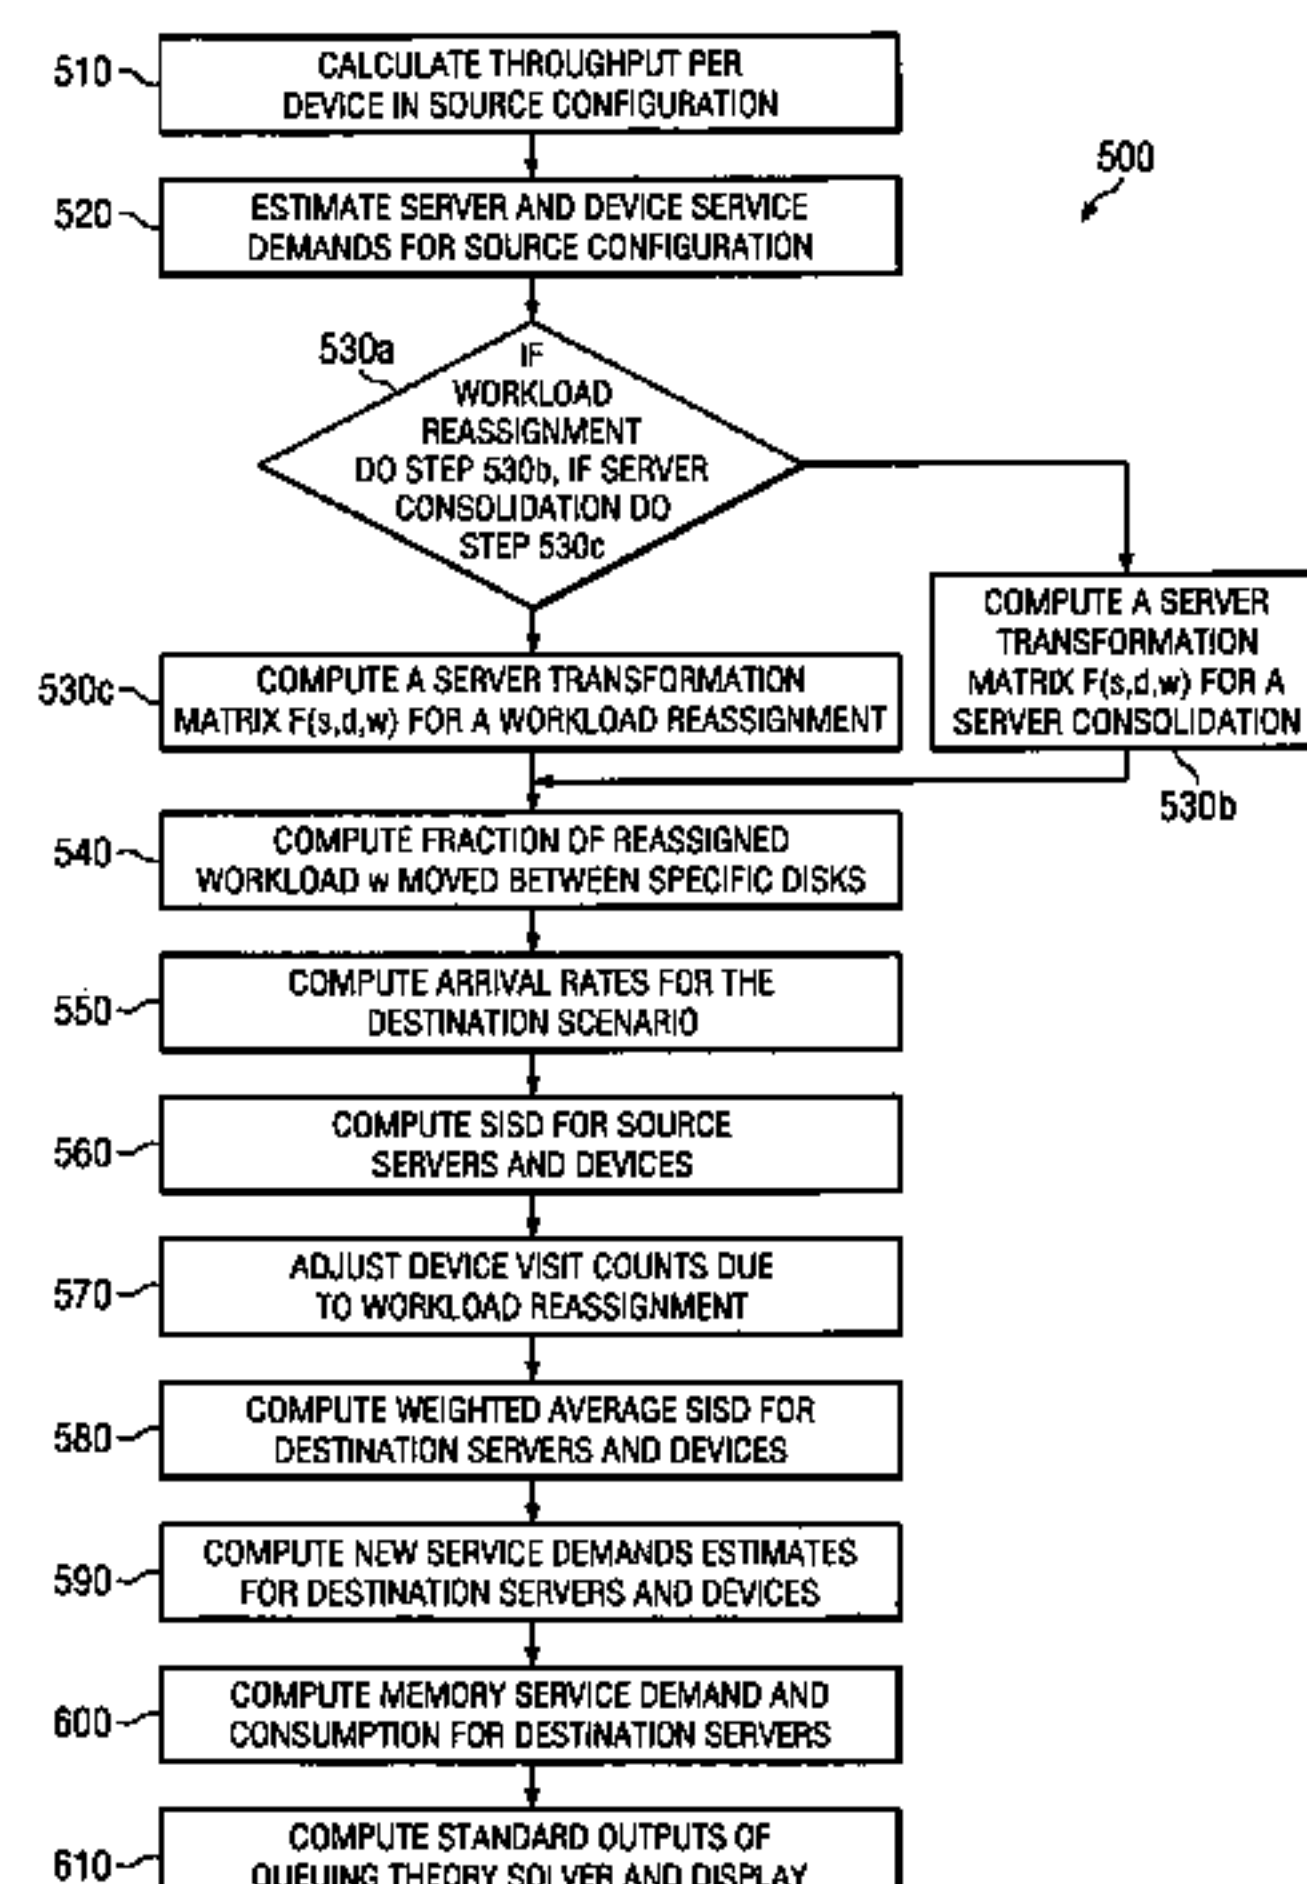 510
CALCULATE THROUGHPUT PER
DEVICE IN SOURCE CONFIGURATION
500
520
ESTIMATE SERVER AND DEVICE SERVICE
DEMANDS FOR SOURCE CONFIGURATION
530a
IF
WORKLOAD
REASSIGNMENT
DO STEP 530b, IF SERVER
CONSOLIDATION DO
STEP 530c
COMPUTE A SERVER
TRANSFORMATION
MATRIX F(s,d,w) FOR A
SERVER CONSOLIDATION
530b
530c
COMPUTE A SERVER TRANSFORMATION
MATRIX F(s,d,w) FOR A WORKLOAD REASSIGNMENT
540
COMPUTE FRACTION OF REASSIGNED
WORKLOAD w MOVED BETWEEN SPECIFIC DISKS
550
COMPUTE ARRIVAL RATES FOR THE
DESTINATION SCENARIO
560
COMPUTE SISD FOR SOURCE
SERVERS AND DEVICES
570
ADJUST DEVICE VISIT COUNTS DUE
TO WORKLOAD REASSIGNMENT
580
COMPUTE WEIGHTED AVERAGE SISD FOR
DESTINATION SERVERS AND DEVICES
590
COMPUTE NEW SERVICE DEMANDS ESTIMATES
FOR DESTINATION SERVERS AND DEVICES
600
COMPUTE MEMORY SERVICE DEMAND AND
CONSUMPTION FOR DESTINATION SERVERS
610
COMPUTE STANDARD OUTPUTS OF
QUEUING THEORY SOLVER AND DISPLAY